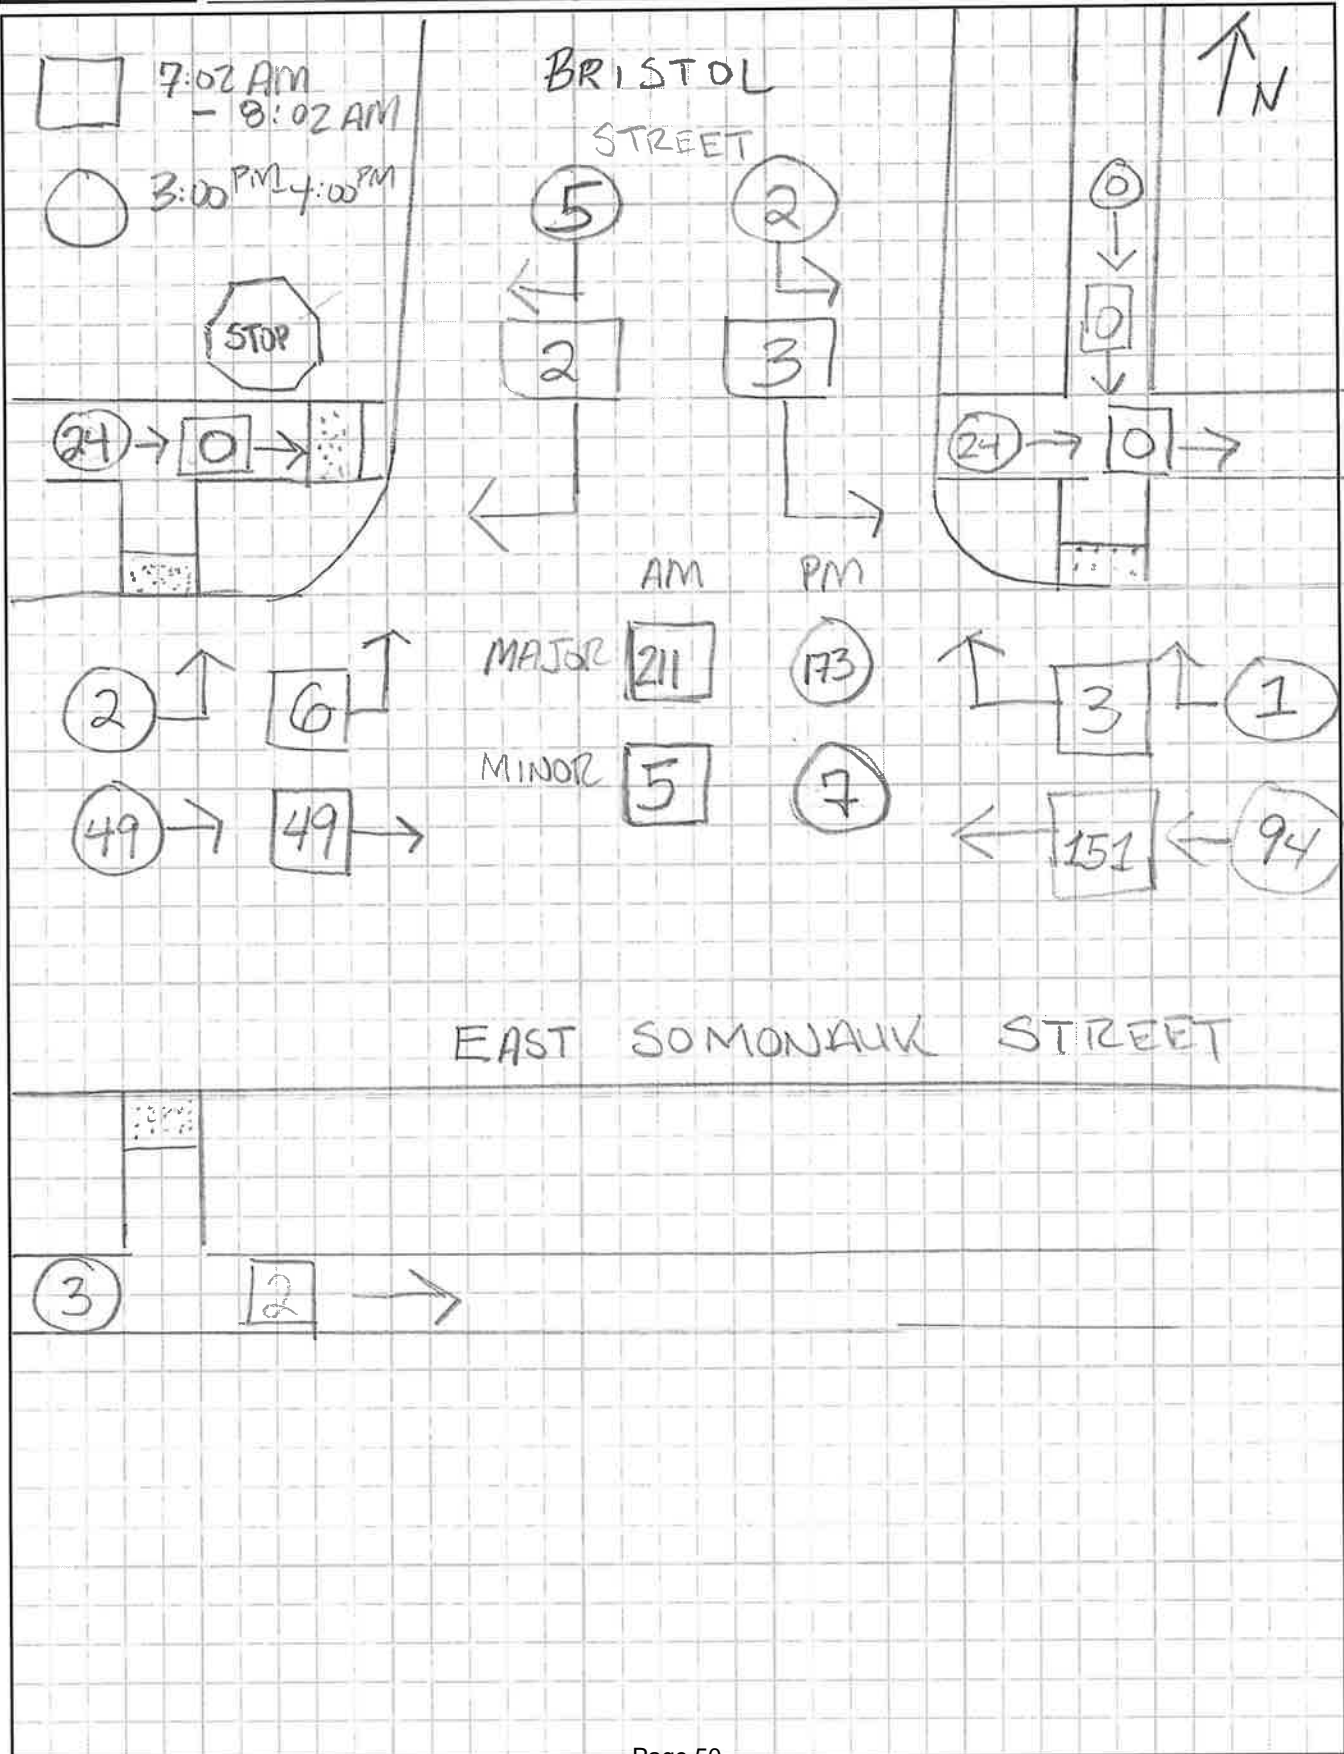 7:02 AM
- 8:02 AM
3:00 PM-4:00 PM
BRISTOL
STREET
N
5 2 0
STOP
2 3 0
24 0 24 0
AM PM
MAJOR 211 173
2 6 3 1
MINOR 5 7
49 49 151 94
EAST SOMONAUK STREET
3 2
Page 50